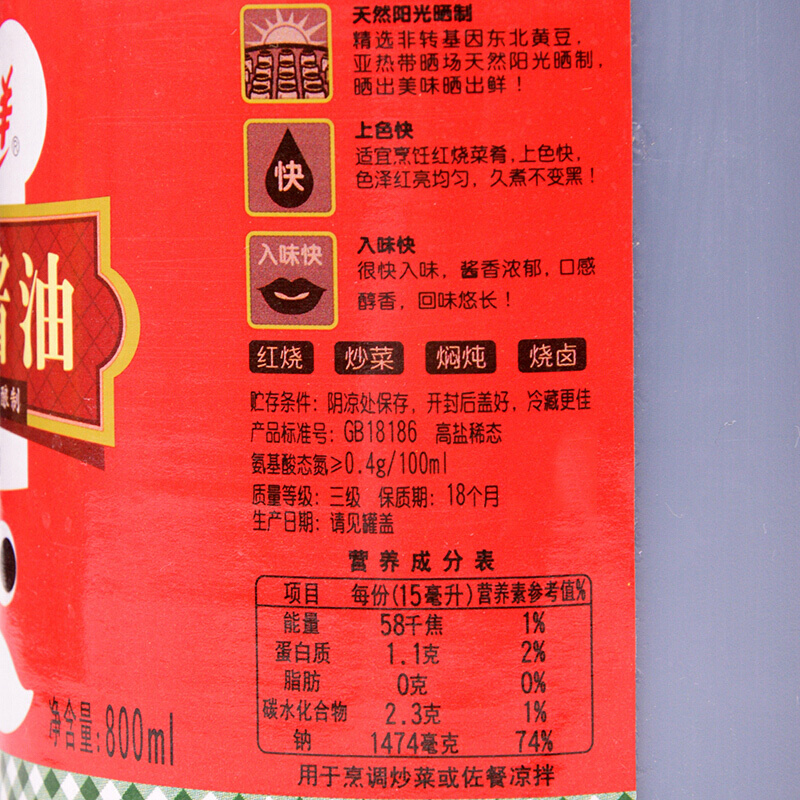 天然阳光晒制
精选非转基因东北黄豆,
亚热带晒场天然阳光晒制,
晒出美味晒出鲜！
快
上色快
适宜烹饪红烧菜肴,上色快,
色泽红亮均匀,久煮不变黑！
入味快
入味快
很快入味,酱香浓郁,口感
醇香,回味悠长！
®
油
酿制
红烧 炒菜 焖炖 烧卤
贮存条件：阴凉处保存,开封后盖好,冷藏更佳
产品标准号：GB18186 高盐稀态
氨基酸态氮≥0.4g/100ml
质量等级：三级 保质期：18个月
生产日期：请见罐盖
营养成分表
项目 每份(15毫升) 营养素参考值%
能量 58千焦 1%
蛋白质 1.1克 2%
脂肪 0克 0%
碳水化合物 2.3克 1%
钠 1474毫克 74%
用于烹调炒菜或佐餐凉拌
净含量:800ml